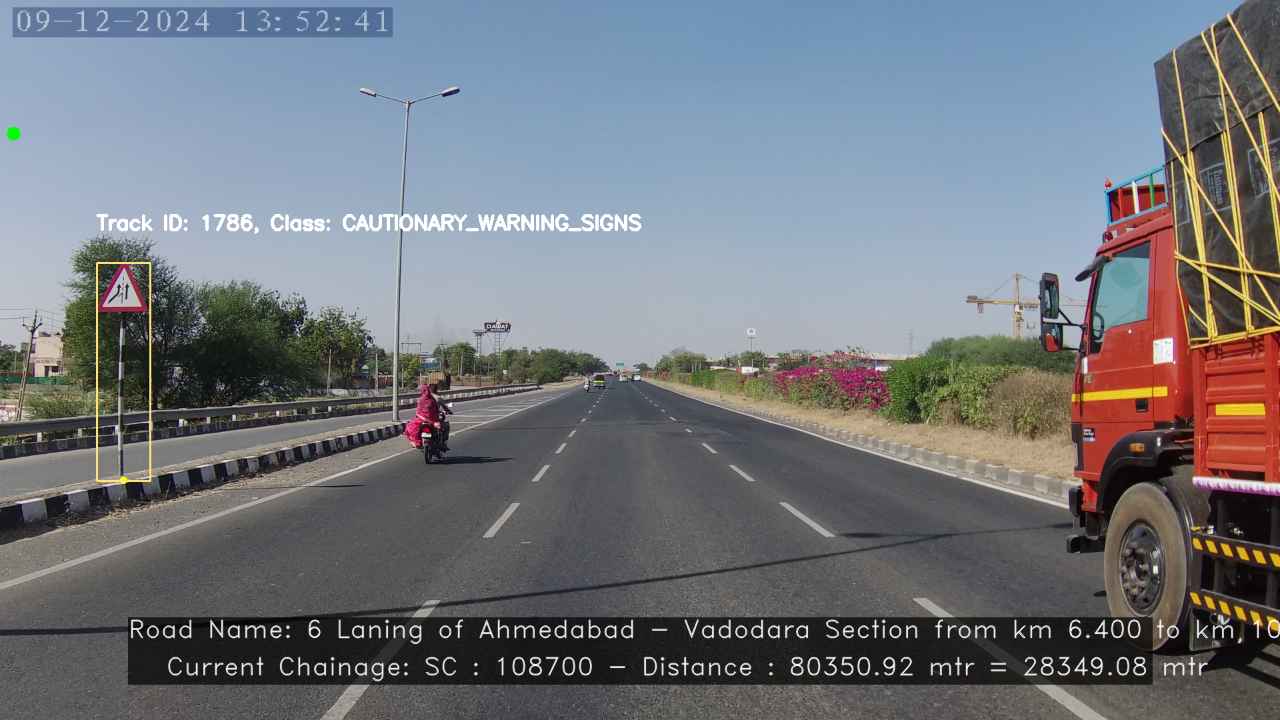 09-12-2024 13:52:41
Track ID: 1786, Class: CAUTIONARY_WARNING_SIGNS
Road Name: 6 Laning of Ahmedabad - Vadodara Section from km 6.400 to km 10
Current Chainage: SC : 108700 - Distance : 80350.92 mtr = 28349.08 mtr